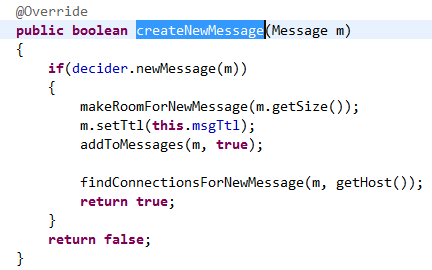 @Override
public boolean createNewMessage(Message m)
{
    if(decider.newMessage(m))
    {
        makeRoomForNewMessage(m.getSize());
        m.setTtl(this.msgTtl);
        addToMessages(m, true);

        findConnectionsForNewMessage(m, getHost());
        return true;
    }
    return false;
}